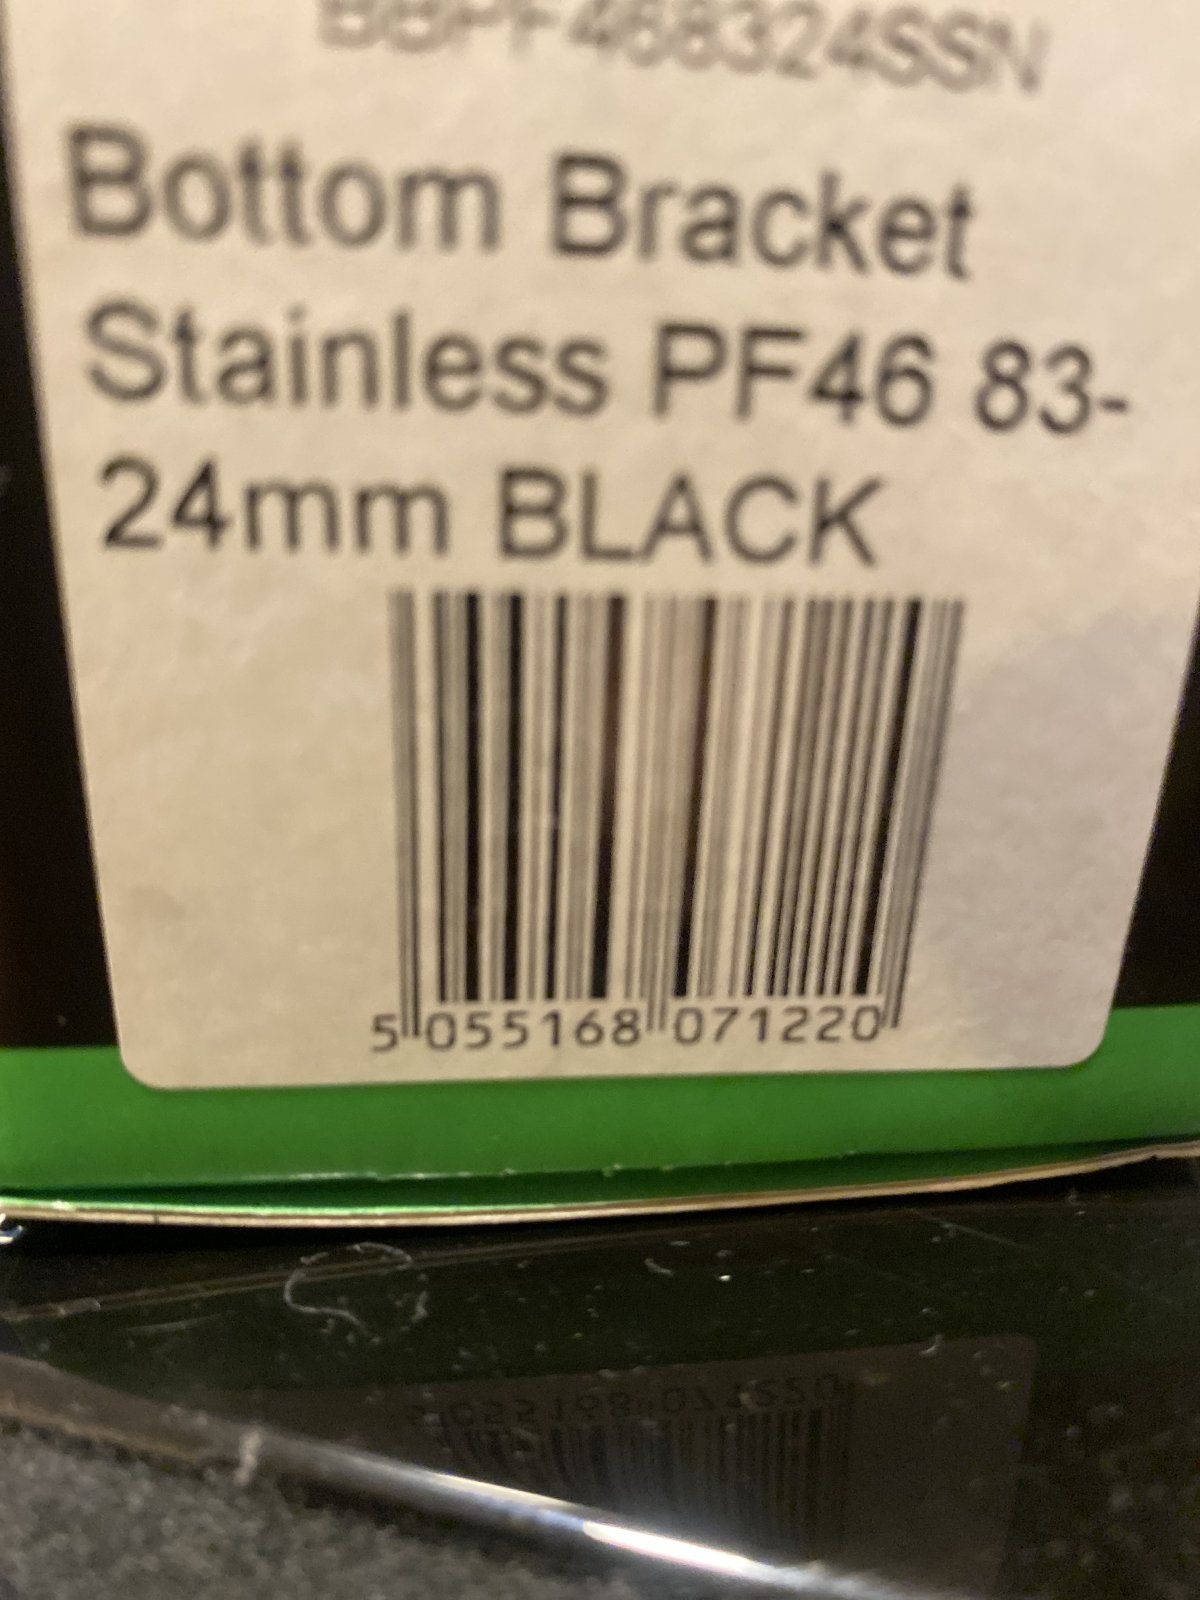 BBPF468324SSN
Bottom Bracket
Stainless PF46 83-
24mm BLACK
5 055168 071220